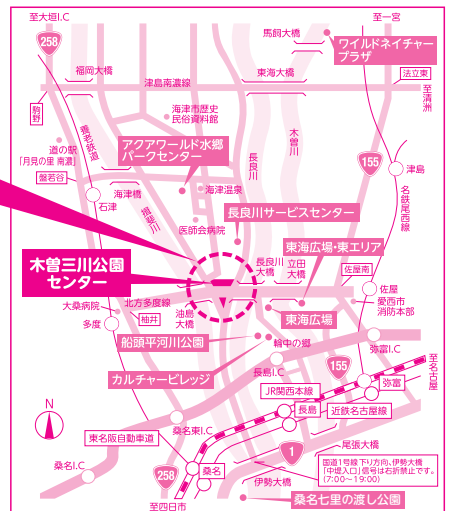 至大垣I.C
258
至一宮
馬飼大橋
ワイルドネイチャー
プラザ
福岡大橋
津島南濃線
東海大橋
法立東
至清洲
駒野
海津市歴史
民俗資料館
木曽川
道の駅
「月見の里 南濃」
養老鉄道
アクアワールド水郷
パークセンター
長良川
155
津島
盤若谷
海津橋
海津温泉
石津
揖斐川
名鉄尾西線
長良川サービスセンター
医師会病院
東海広場・東エリア
木曽三川公園
センター
長良川
大橋
立田
大橋
佐屋南
佐屋
大桑病院
北方多度線
油島
大橋
愛西市
消防本部
柚井
東海広場
多度
船頭平河川公園
輪中の郷
弥富I.C
カルチャービレッジ
長島I.C
155
至名古屋
JR関西本線
弥富
N
長島
近鉄名古屋線
桑名東I.C
東名阪自動車道
1
尾張大橋
桑名I.C
258
桑名
国道1号線下り方向、伊勢大橋
「中堤入口」信号は右折禁止です。
(7:00〜19:00)
伊勢大橋
桑名七里の渡し公園
至四日市